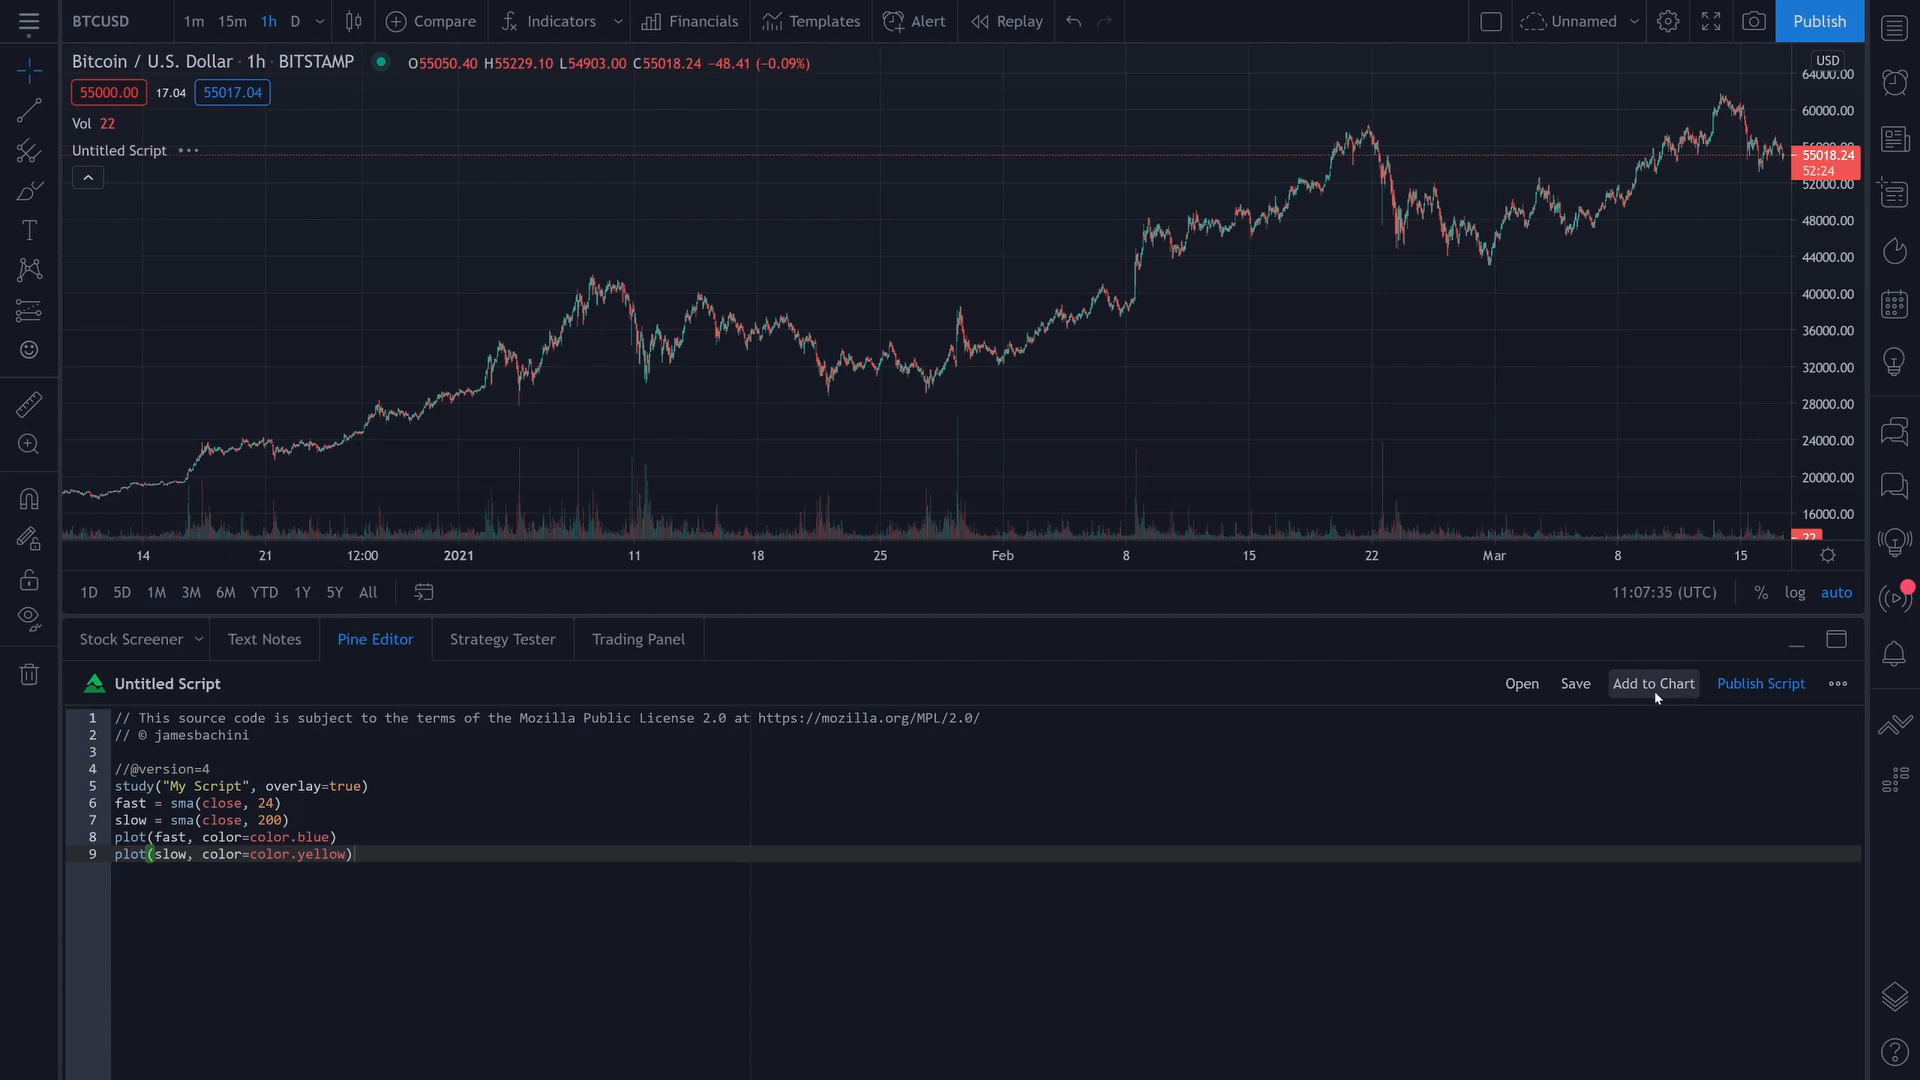 BTCUSD 1m 15m 1h D Compare Indicators Financials Templates Alert Replay Unnamed Publish
Bitcoin / U.S. Dollar · 1h · BITSTAMP O55050.40 H55229.10 L54903.00 C55018.24 −48.41 (−0.09%)
55000.00 17.04 55017.04
Vol 22
Untitled Script
USD
64000.00
60000.00
56000.00
55018.24
52:24
52000.00
48000.00
44000.00
40000.00
36000.00
32000.00
28000.00
24000.00
20000.00
16000.00
22
14 21 12:00 2021 11 18 25 Feb 8 15 22 Mar 8 15
1D 5D 1M 3M 6M YTD 1Y 5Y All 11:07:35 (UTC) % log auto
Stock Screener Text Notes Pine Editor Strategy Tester Trading Panel
Untitled Script Open Save Add to Chart Publish Script
1 // This source code is subject to the terms of the Mozilla Public License 2.0 at https://mozilla.org/MPL/2.0/
2 // © jamesbachini
3
4 //@version=4
5 study("My Script", overlay=true)
6 fast = sma(close, 24)
7 slow = sma(close, 200)
8 plot(fast, color=color.blue)
9 plot(slow, color=color.yellow)